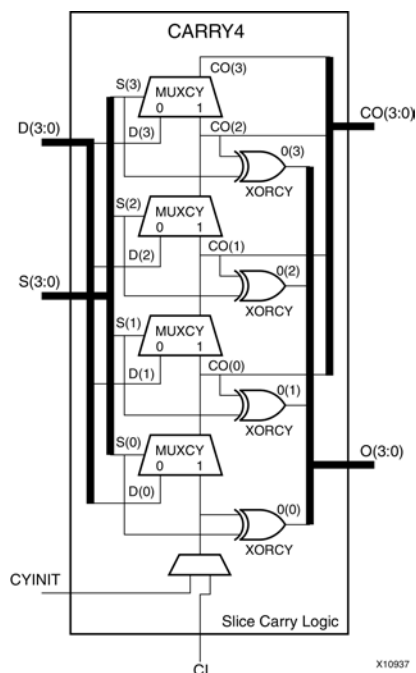 CARRY4
S(3)
MUXCY
0 1
CO(3)
CO(3:0)
D(3:0)
D(3)
CO(2)
0(3)
XORCY
S(2)
MUXCY
0 1
D(2)
CO(1)
0(2)
XORCY
S(3:0)
S(1)
MUXCY
0 1
D(1)
CO(0)
0(1)
XORCY
S(0)
MUXCY
0 1
O(3:0)
D(0)
0(0)
XORCY
CYINIT
Slice Carry Logic
CI
X10937